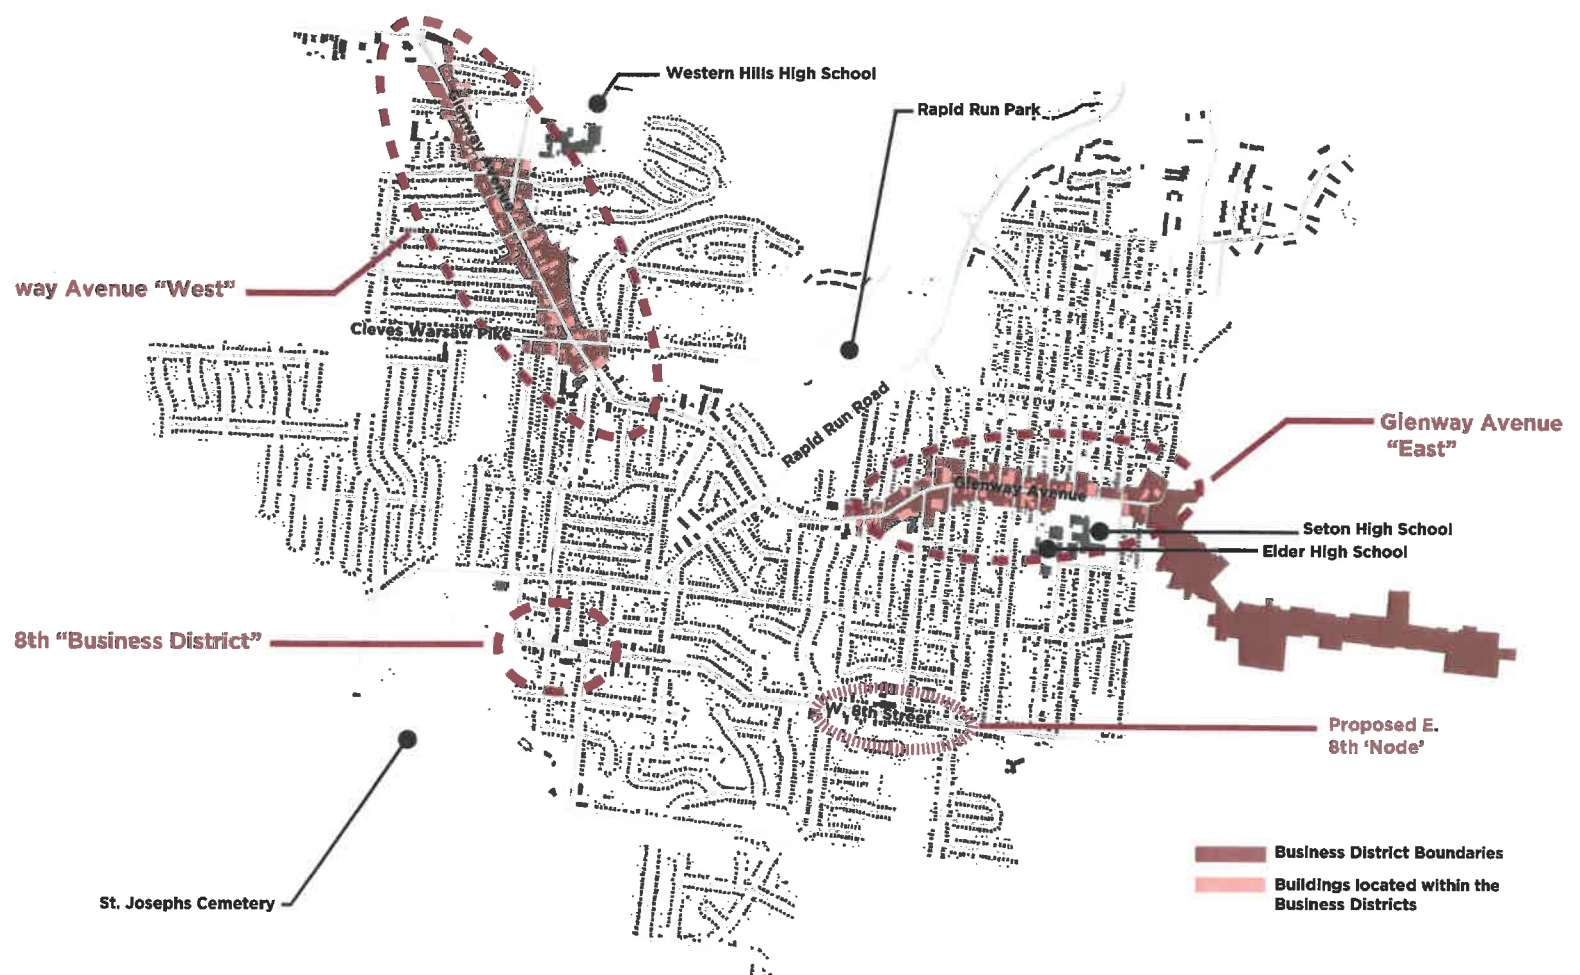 Western Hills High School
Rapid Run Park
Glenway Avenue
way Avenue “West”
Cleves Warsaw Pike
Rapid Run Road
Glenway Avenue
“East”
Glenway Avenue
Seton High School
Elder High School
8th “Business District”
W. 8th Street
Proposed E.
8th ‘Node’
St. Josephs Cemetery
Business District Boundaries
Buildings located within the
Business Districts